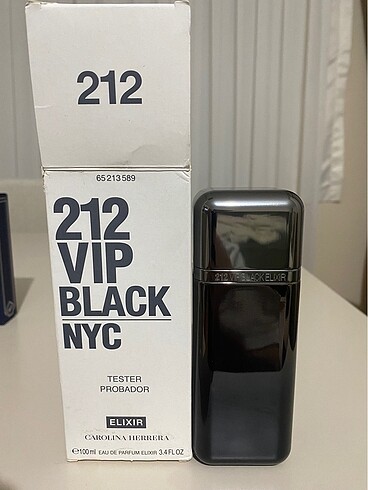 212
65213589
212
VIP
BLACK
NYC
TESTER
PROBADOR
ELIXIR
CAROLINA HERRERA
℮100ml EAU DE PARFUM ELIXIR 3.4 FL OZ
212 VIP BLACK ELIXIR